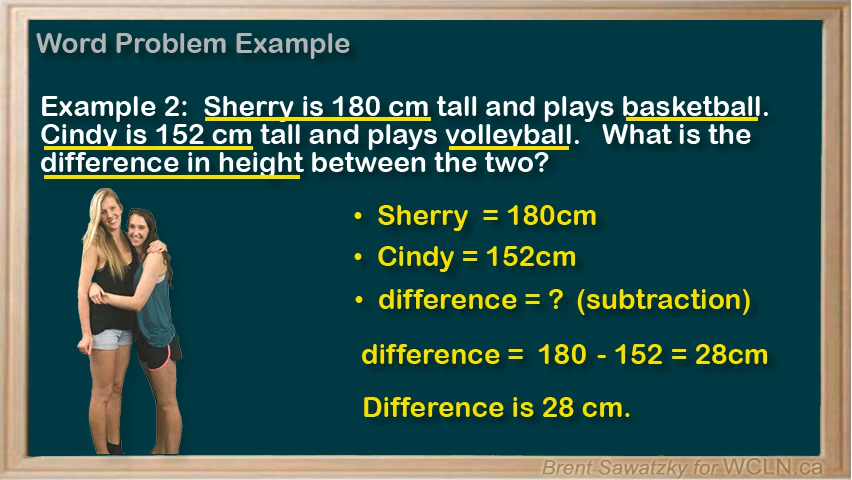 Word Problem Example
Example 2: Sherry is 180 cm tall and plays basketball.
Cindy is 152 cm tall and plays volleyball. What is the
difference in height between the two?
• Sherry = 180cm
• Cindy = 152cm
• difference = ? (subtraction)
difference = 180 - 152 = 28cm
Difference is 28 cm.
Brent Sawatzky for WCLN.ca